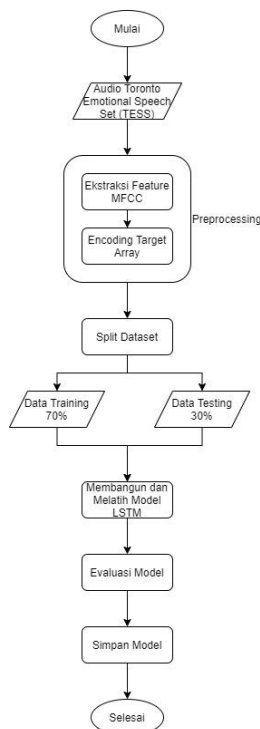 Mulai
Audio Toronto
Emotional Speech
Set (TESS)
Ekstraksi Feature
MFCC
Preprocessing
Encoding Target
Array
Split Dataset
Data Training
70%
Data Testing
30%
Membangun dan
Melatih Model
LSTM
Evaluasi Model
Simpan Model
Selesai